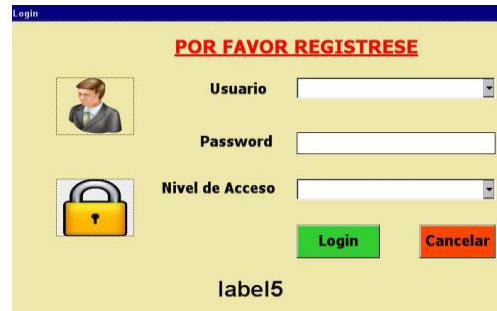 Login
POR FAVOR REGISTRESE
Usuario
Password
Nivel de Acceso
Login Cancelar
label5